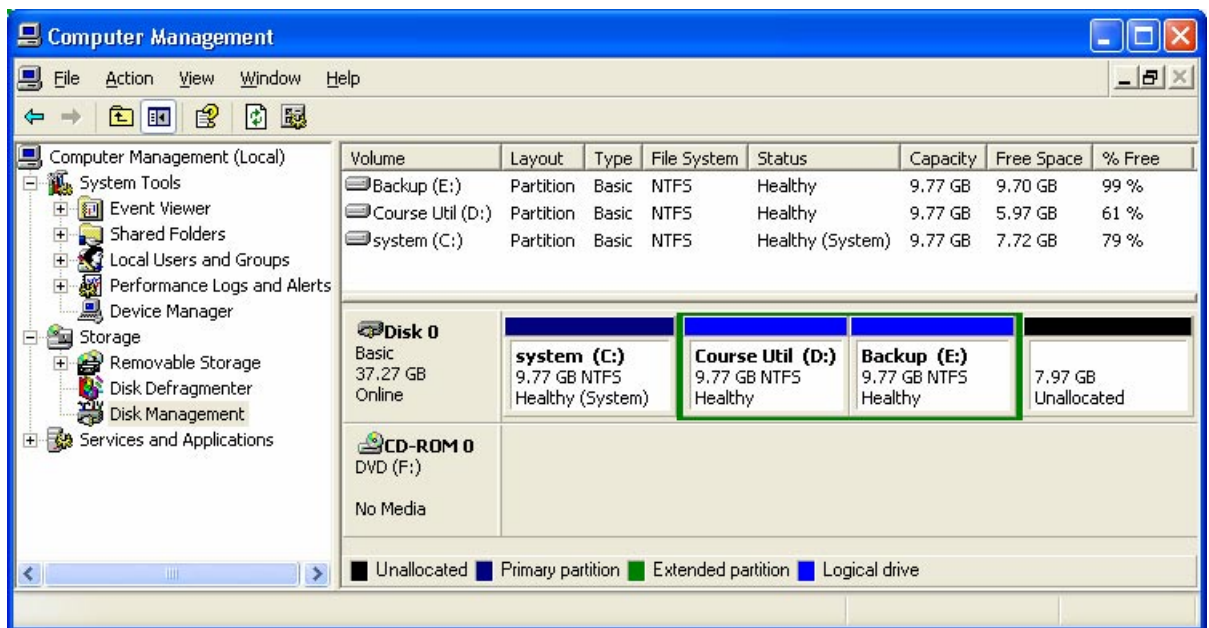 Computer Management
File Action View Window Help
Computer Management (Local)
System Tools
Event Viewer
Shared Folders
Local Users and Groups
Performance Logs and Alerts
Device Manager
Storage
Removable Storage
Disk Defragmenter
Disk Management
Services and Applications
Volume Layout Type File System Status Capacity Free Space % Free
Backup (E:) Partition Basic NTFS Healthy 9.77 GB 9.70 GB 99 %
Course Util (D:) Partition Basic NTFS Healthy 9.77 GB 5.97 GB 61 %
system (C:) Partition Basic NTFS Healthy (System) 9.77 GB 7.72 GB 79 %
Disk 0
Basic
37.27 GB
Online
system (C:)
9.77 GB NTFS
Healthy (System)
Course Util (D:)
9.77 GB NTFS
Healthy
Backup (E:)
9.77 GB NTFS
Healthy
7.97 GB
Unallocated
CD-ROM 0
DVD (F:)
No Media
Unallocated Primary partition Extended partition Logical drive